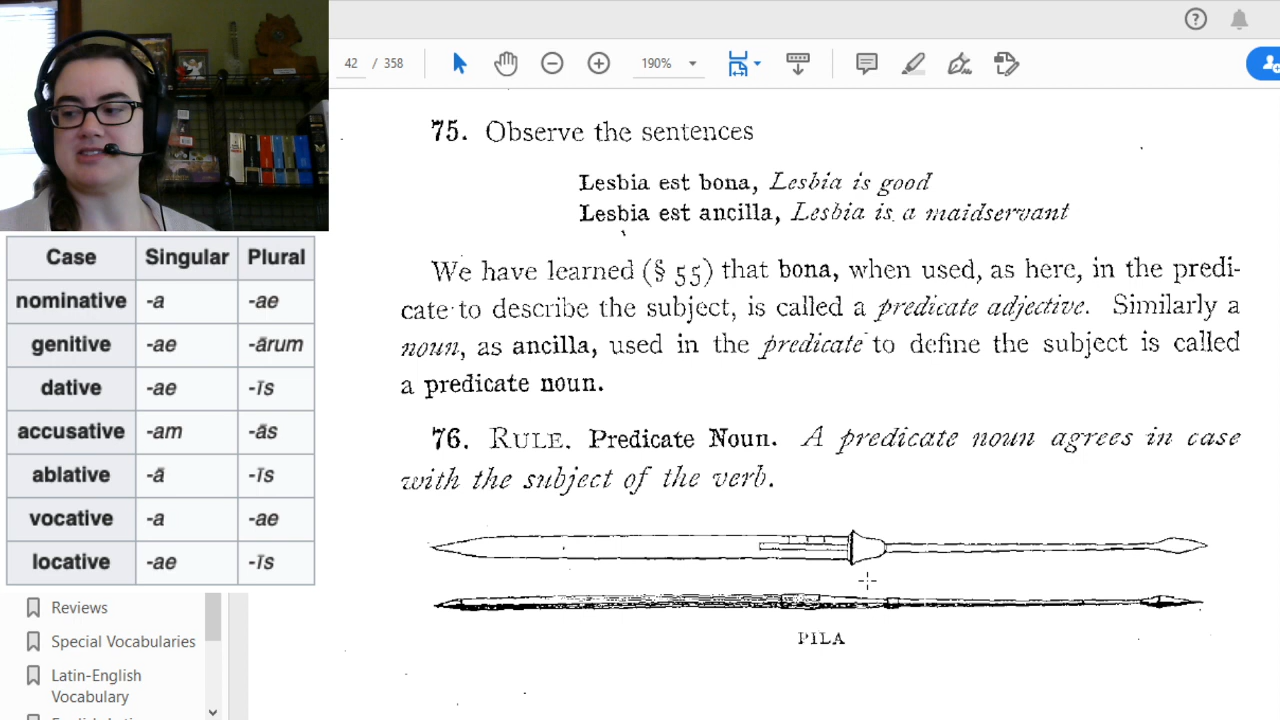 42 / 358
190%
75. Observe the sentences
Lesbia est bona, Lesbia is good
Lesbia est ancilla, Lesbia is a maidservant
We have learned (§ 55) that bona, when used, as here, in the predi-
cate to describe the subject, is called a predicate adjective. Similarly a
noun, as ancilla, used in the predicate to define the subject is called
a predicate noun.
76. RULE. Predicate Noun. A predicate noun agrees in case
with the subject of the verb.
PILA
Case Singular Plural
nominative -a -ae
genitive -ae -ārum
dative -ae -īs
accusative -am -ās
ablative -ā -īs
vocative -a -ae
locative -ae -īs
Reviews
Special Vocabularies
Latin-English
Vocabulary